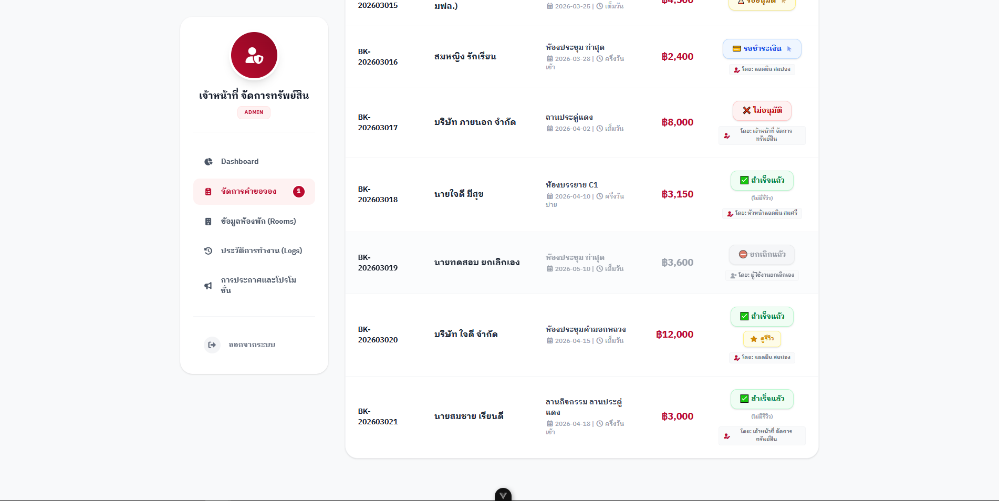 เจ้าหน้าที่ จัดการทรัพย์สิน
ADMIN
Dashboard
จัดการคำขอจอง 1
ข้อมูลห้องพัก (Rooms)
ประวัติการทำงาน (Logs)
การประกาศและโปรโม
ชั่น
ออกจากระบบ
202603015
มฟล.)
2026-03-25 | เต็มวัน
฿4,500
รออนุมัติ
BK-
202603016
สมหญิง รักเรียน
ห้องประชุม ท่าสุด
2026-03-28 | ครึ่งวัน
เช้า
฿2,400
รอชำระเงิน
โดย: แอดมิน สมปอง
BK-
202603017
บริษัท ภายนอก จำกัด
ลานประดู่แดง
2026-04-02 | เต็มวัน
฿8,000
ไม่อนุมัติ
โดย: เจ้าหน้าที่ จัดการ
ทรัพย์สิน
BK-
202603018
นายใจดี มีสุข
ห้องบรรยาย C1
2026-04-10 | ครึ่งวัน
บ่าย
฿3,150
สำเร็จแล้ว
(ไม่มีรีวิว)
โดย: หัวหน้าแอดมิน สมศรี
BK-
202603019
นายทดสอบ ยกเลิกเอง
ห้องประชุม ท่าสุด
2026-05-10 | เต็มวัน
฿3,600
ยกเลิกแล้ว
โดย: ผู้ใช้งานยกเลิกเอง
BK-
202603020
บริษัท ใจดี จำกัด
ห้องประชุมคำมอกหลวง
2026-04-15 | เต็มวัน
฿12,000
สำเร็จแล้ว
ดูรีวิว
โดย: แอดมิน สมปอง
BK-
202603021
นายสมชาย เรียนดี
ลานกิจกรรม ลานประดู่
แดง
2026-04-18 | ครึ่งวัน
เช้า
฿3,000
สำเร็จแล้ว
(ไม่มีรีวิว)
โดย: เจ้าหน้าที่ จัดการ
ทรัพย์สิน